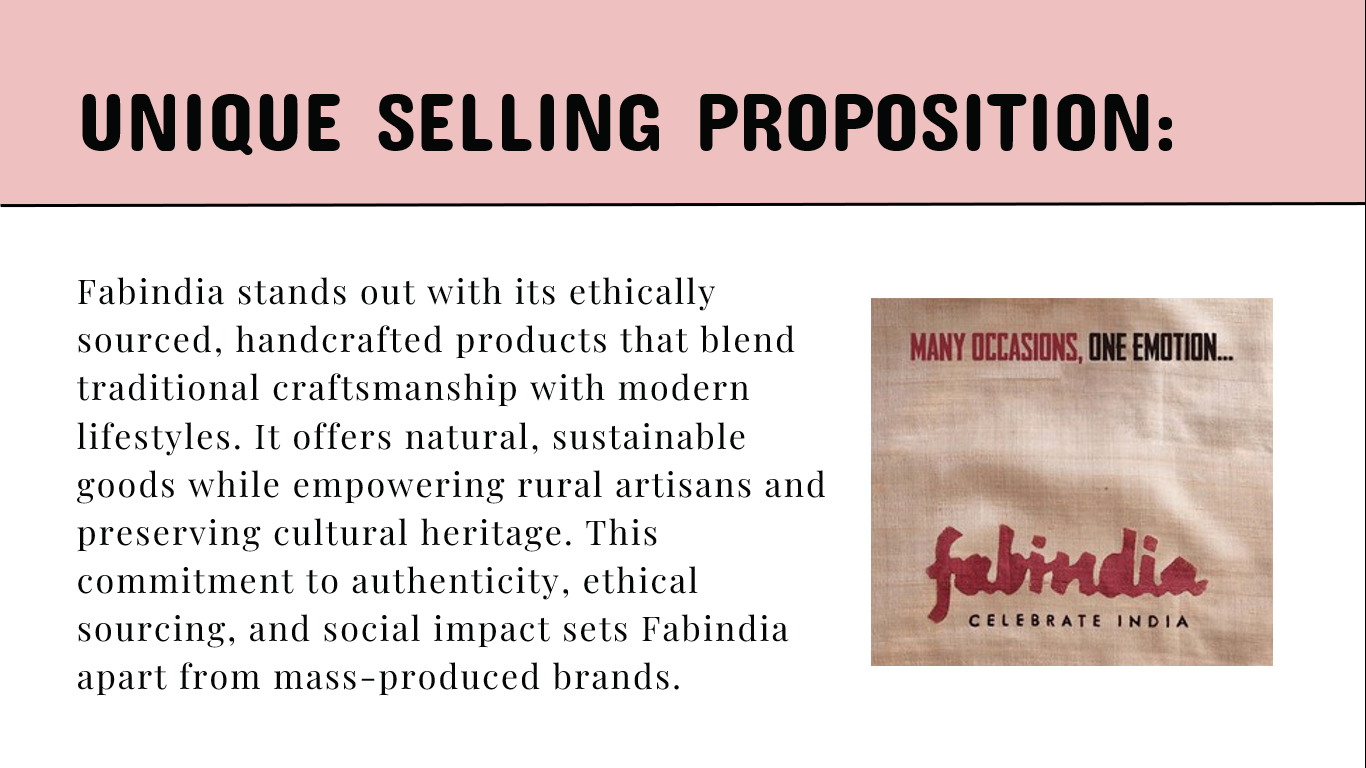 UNIQUE SELLING PROPOSITION:
Fabindia stands out with its ethically
sourced, handcrafted products that blend
traditional craftsmanship with modern
lifestyles. It offers natural, sustainable
goods while empowering rural artisans and
preserving cultural heritage. This
commitment to authenticity, ethical
sourcing, and social impact sets Fabindia
apart from mass-produced brands.
MANY OCCASIONS, ONE EMOTION...
fabindia
CELEBRATE INDIA